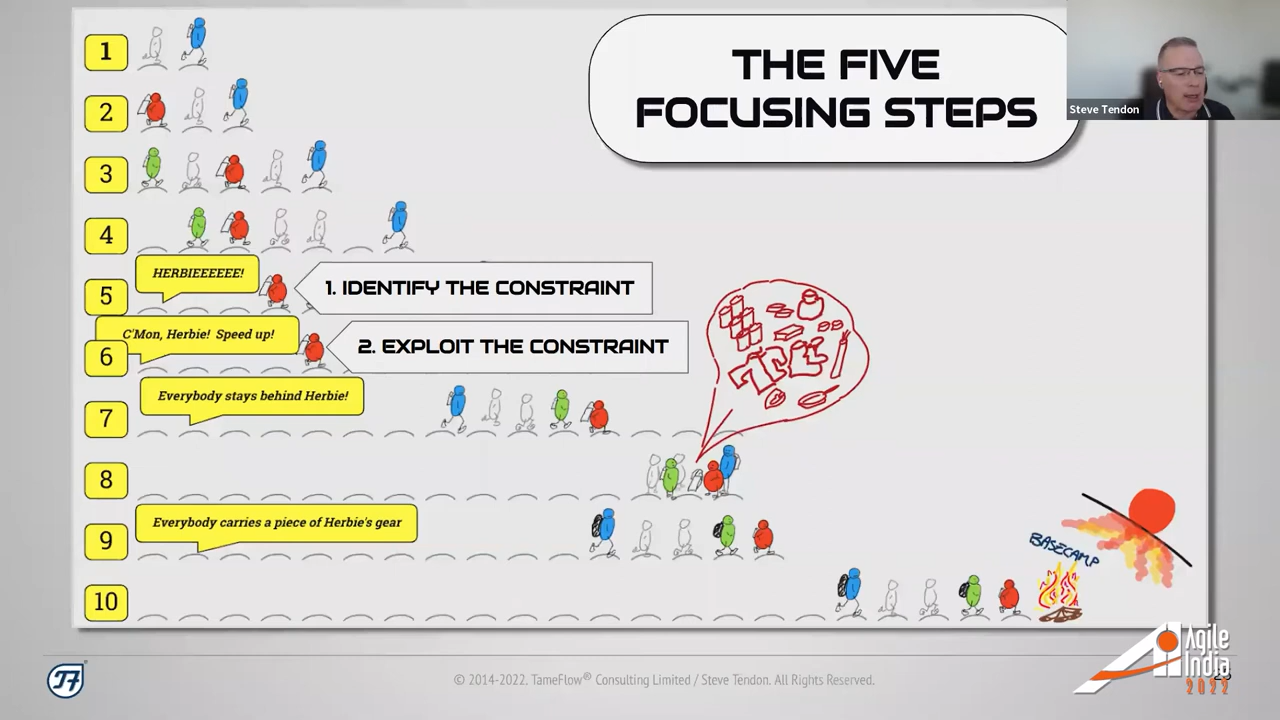 THE FIVE
FOCUSING STEPS
Steve Tendon
1
2
3
4
HERBIEEEEEE!
5
1. IDENTIFY THE CONSTRAINT
C'Mon, Herbie! Speed up!
6
2. EXPLOIT THE CONSTRAINT
Everybody stays behind Herbie!
7
8
Everybody carries a piece of Herbie's gear
9
BASECAMP
10
© 2014-2022. TameFlow® Consulting Limited / Steve Tendon. All Rights Reserved.
Agile
India
2022